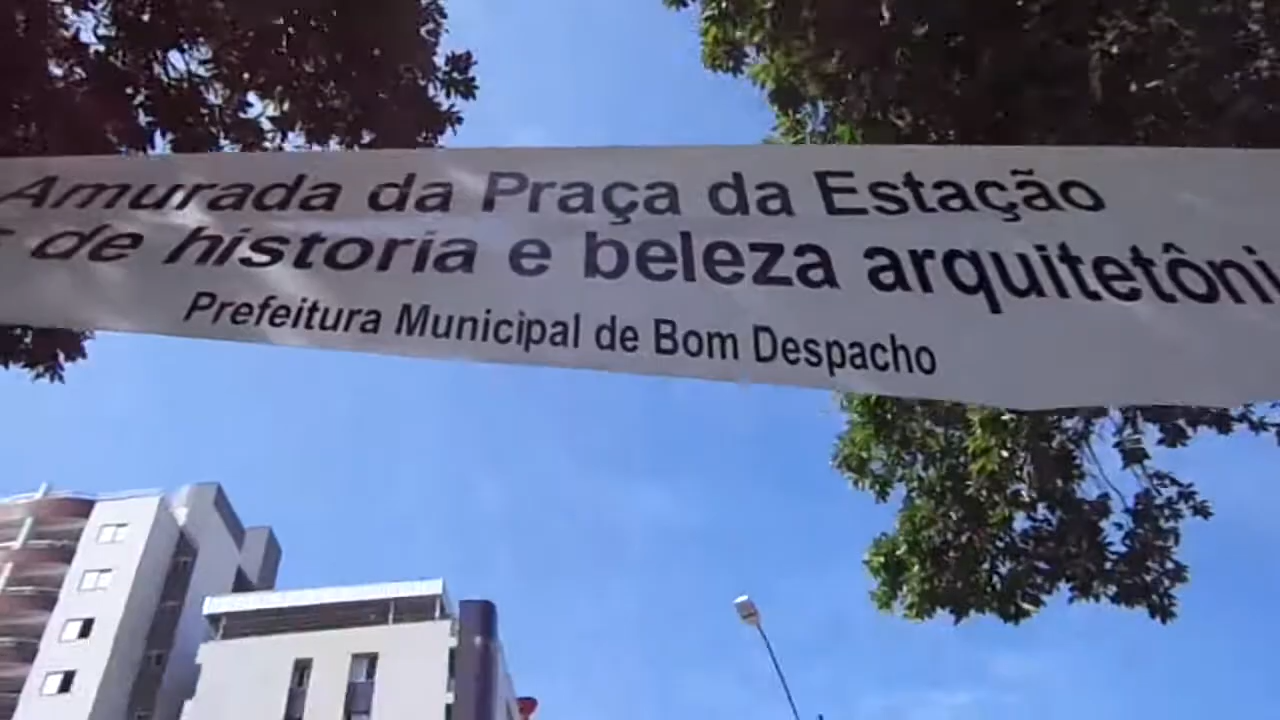 Amurada da Praça da Estação
de historia e beleza arquitetôni
Prefeitura Municipal de Bom Despacho